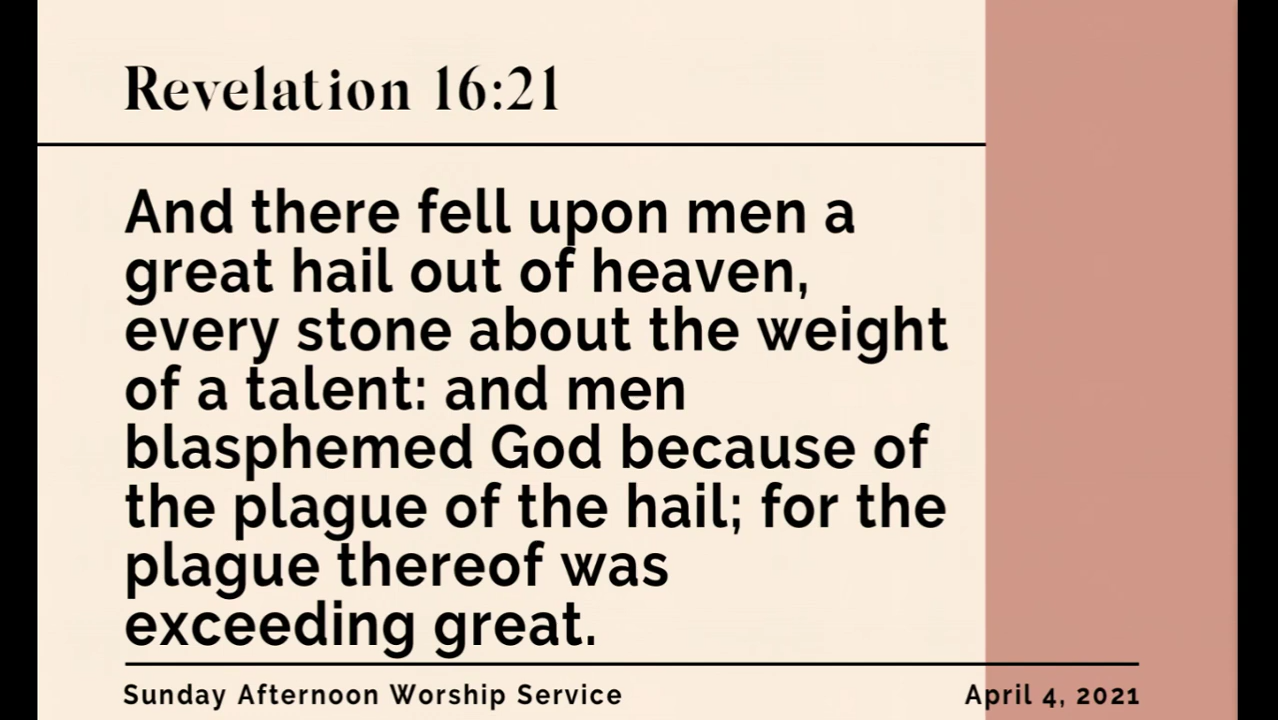 Revelation 16:21
And there fell upon men a
great hail out of heaven,
every stone about the weight
of a talent: and men
blasphemed God because of
the plague of the hail; for the
plague thereof was
exceeding great.
Sunday Afternoon Worship Service
April 4, 2021